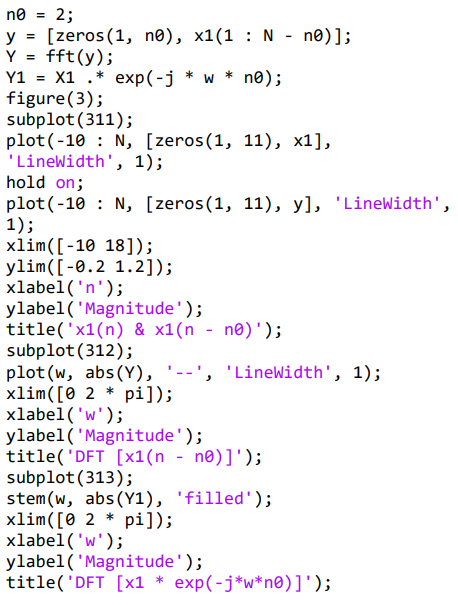 n0 = 2;
y = [zeros(1, n0), x1(1 : N - n0)];
Y = fft(y);
Y1 = X1 .* exp(-j * w * n0);
figure(3);
subplot(311);
plot(-10 : N, [zeros(1, 11), x1],
'LineWidth', 1);
hold on;
plot(-10 : N, [zeros(1, 11), y], 'LineWidth',
1);
xlim([-10 18]);
ylim([-0.2 1.2]);
xlabel('n');
ylabel('Magnitude');
title('x1(n) & x1(n - n0)');
subplot(312);
plot(w, abs(Y), '--', 'LineWidth', 1);
xlim([0 2 * pi]);
xlabel('w');
ylabel('Magnitude');
title('DFT [x1(n - n0)]');
subplot(313);
stem(w, abs(Y1), 'filled');
xlim([0 2 * pi]);
xlabel('w');
ylabel('Magnitude');
title('DFT [x1 * exp(-j*w*n0)]');